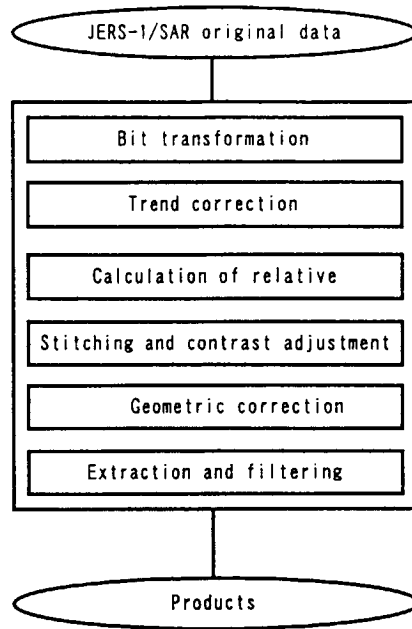 JERS-1/SAR original data
Bit transformation
Trend correction
Calculation of relative
Stitching and contrast adjustment
Geometric correction
Extraction and filtering
Products